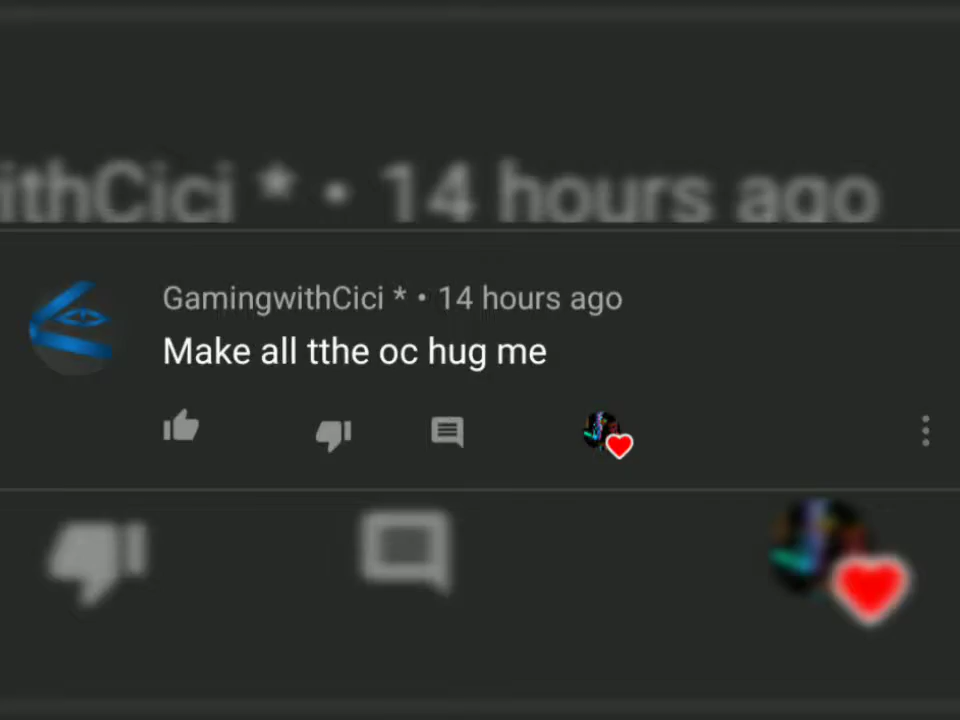 ithCici * • 14 hours ago
GamingwithCici * • 14 hours ago
Make all tthe oc hug me